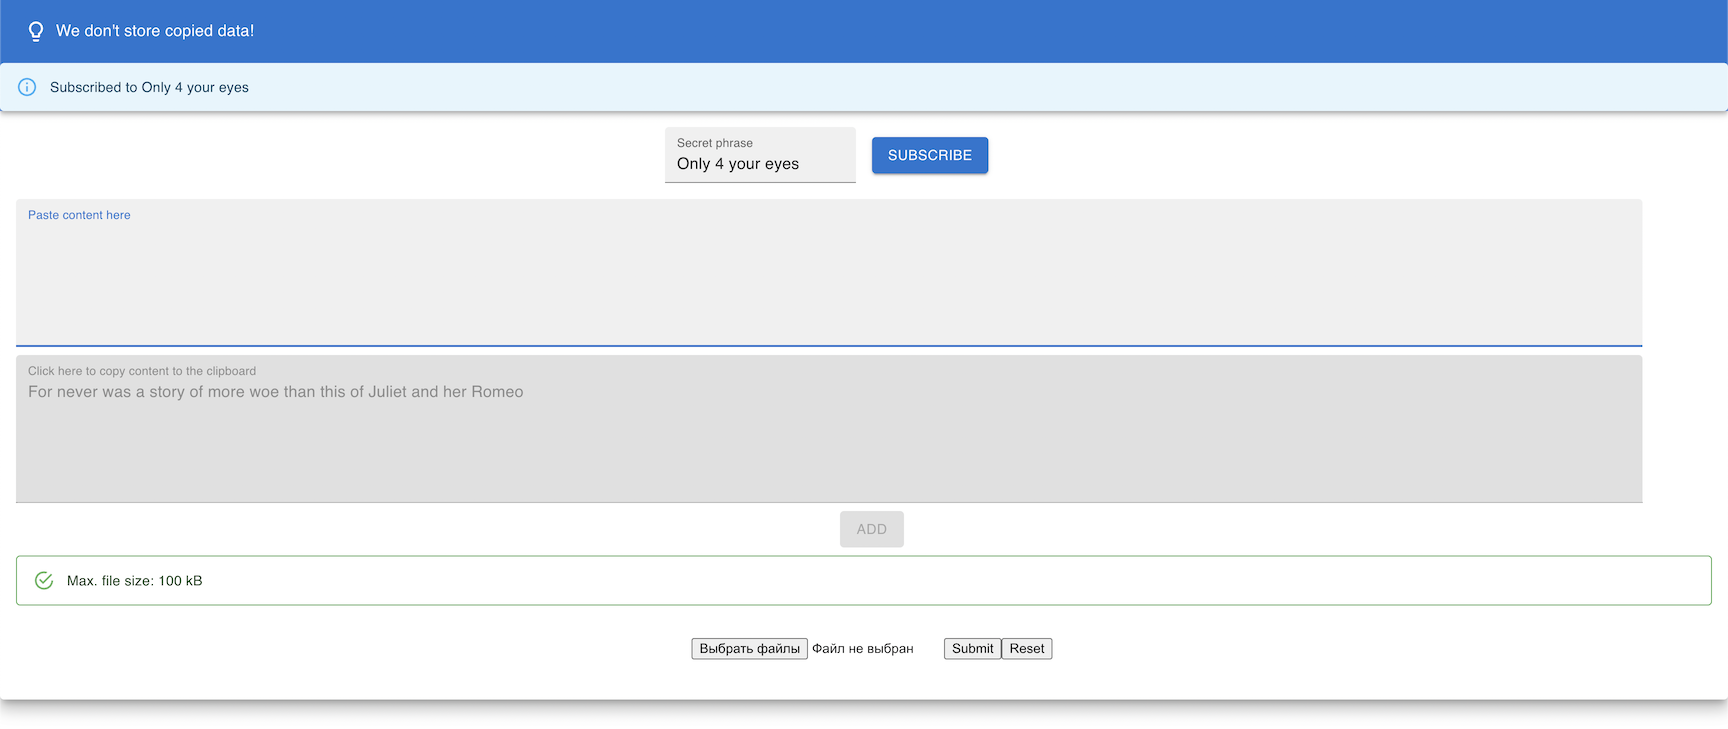 We don't store copied data!
Subscribed to Only 4 your eyes
Secret phrase
Only 4 your eyes
SUBSCRIBE
Paste content here
Click here to copy content to the clipboard
For never was a story of more woe than this of Juliet and her Romeo
ADD
Max. file size: 100 kB
Выбрать файлы Файл не выбран Submit Reset